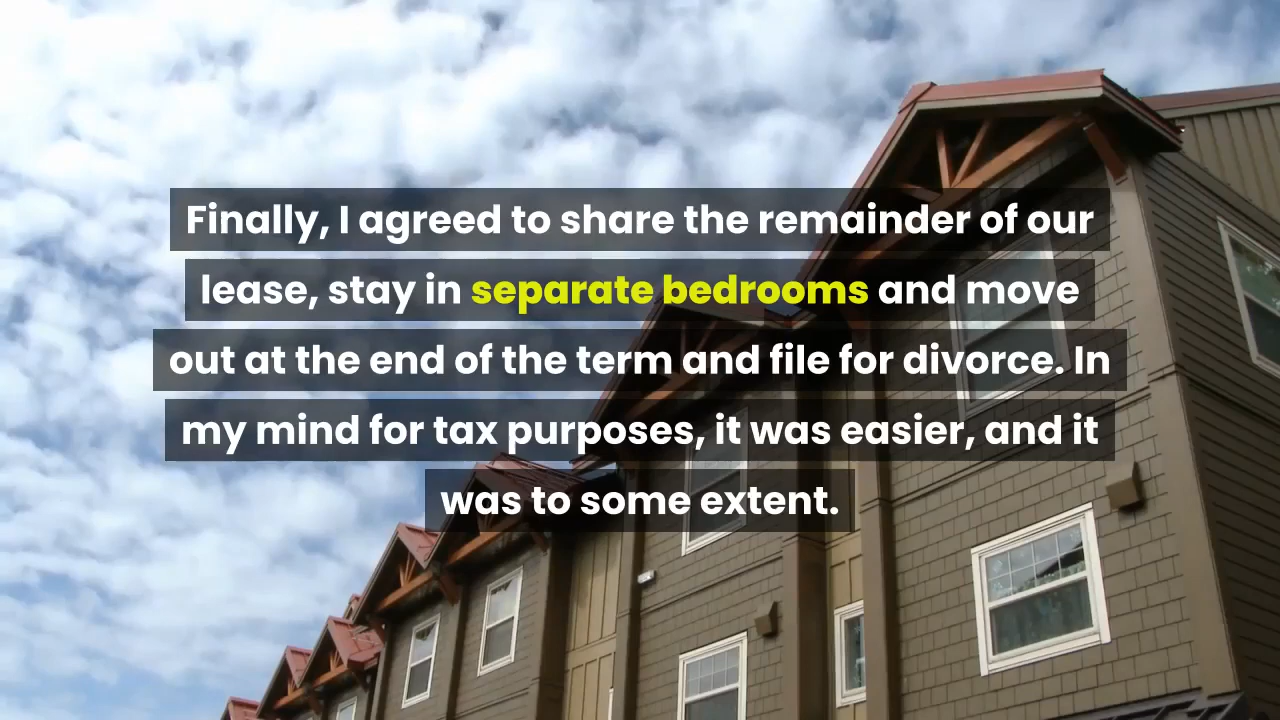 Finally, I agreed to share the remainder of our
lease, stay in separate bedrooms and move
out at the end of the term and file for divorce. In
my mind for tax purposes, it was easier, and it
was to some extent.